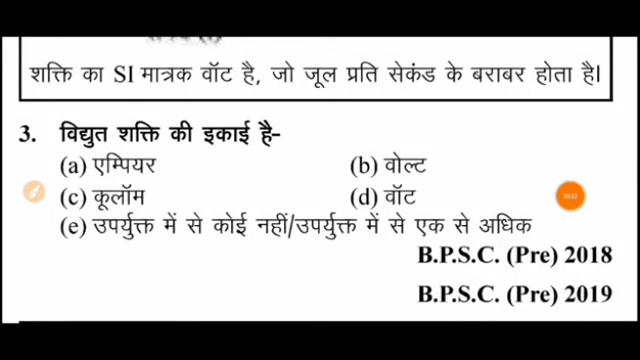 शक्ति का SI मात्रक वॉट है, जो जूल प्रति सेकंड के बराबर होता है।
3. विद्युत शक्ति की इकाई है-
(a) एम्पियर (b) वोल्ट
(c) कूलॉम (d) वॉट
(e) उपर्युक्त में से कोई नहीं/उपर्युक्त में से एक से अधिक
B.P.S.C. (Pre) 2018
B.P.S.C. (Pre) 2019